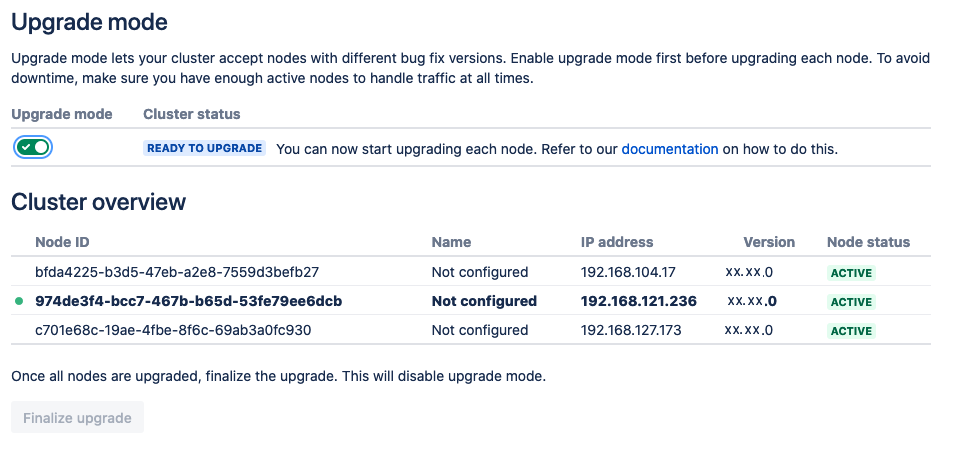 Upgrade mode
Upgrade mode lets your cluster accept nodes with different bug fix versions. Enable upgrade mode first before upgrading each node. To avoid
downtime, make sure you have enough active nodes to handle traffic at all times.
Upgrade mode Cluster status
READY TO UPGRADE You can now start upgrading each node. Refer to our documentation on how to do this.
Cluster overview
Node ID Name IP address Version Node status
bfda4225-b3d5-47eb-a2e8-7559d3befb27 Not configured 192.168.104.17 xx.xx.0 ACTIVE
974de3f4-bcc7-467b-b65d-53fe79ee6dcb Not configured 192.168.121.236 xx.xx.0 ACTIVE
c701e68c-19ae-4fbe-8f6c-69ab3a0fc930 Not configured 192.168.127.173 xx.xx.0 ACTIVE
Once all nodes are upgraded, finalize the upgrade. This will disable upgrade mode.
Finalize upgrade